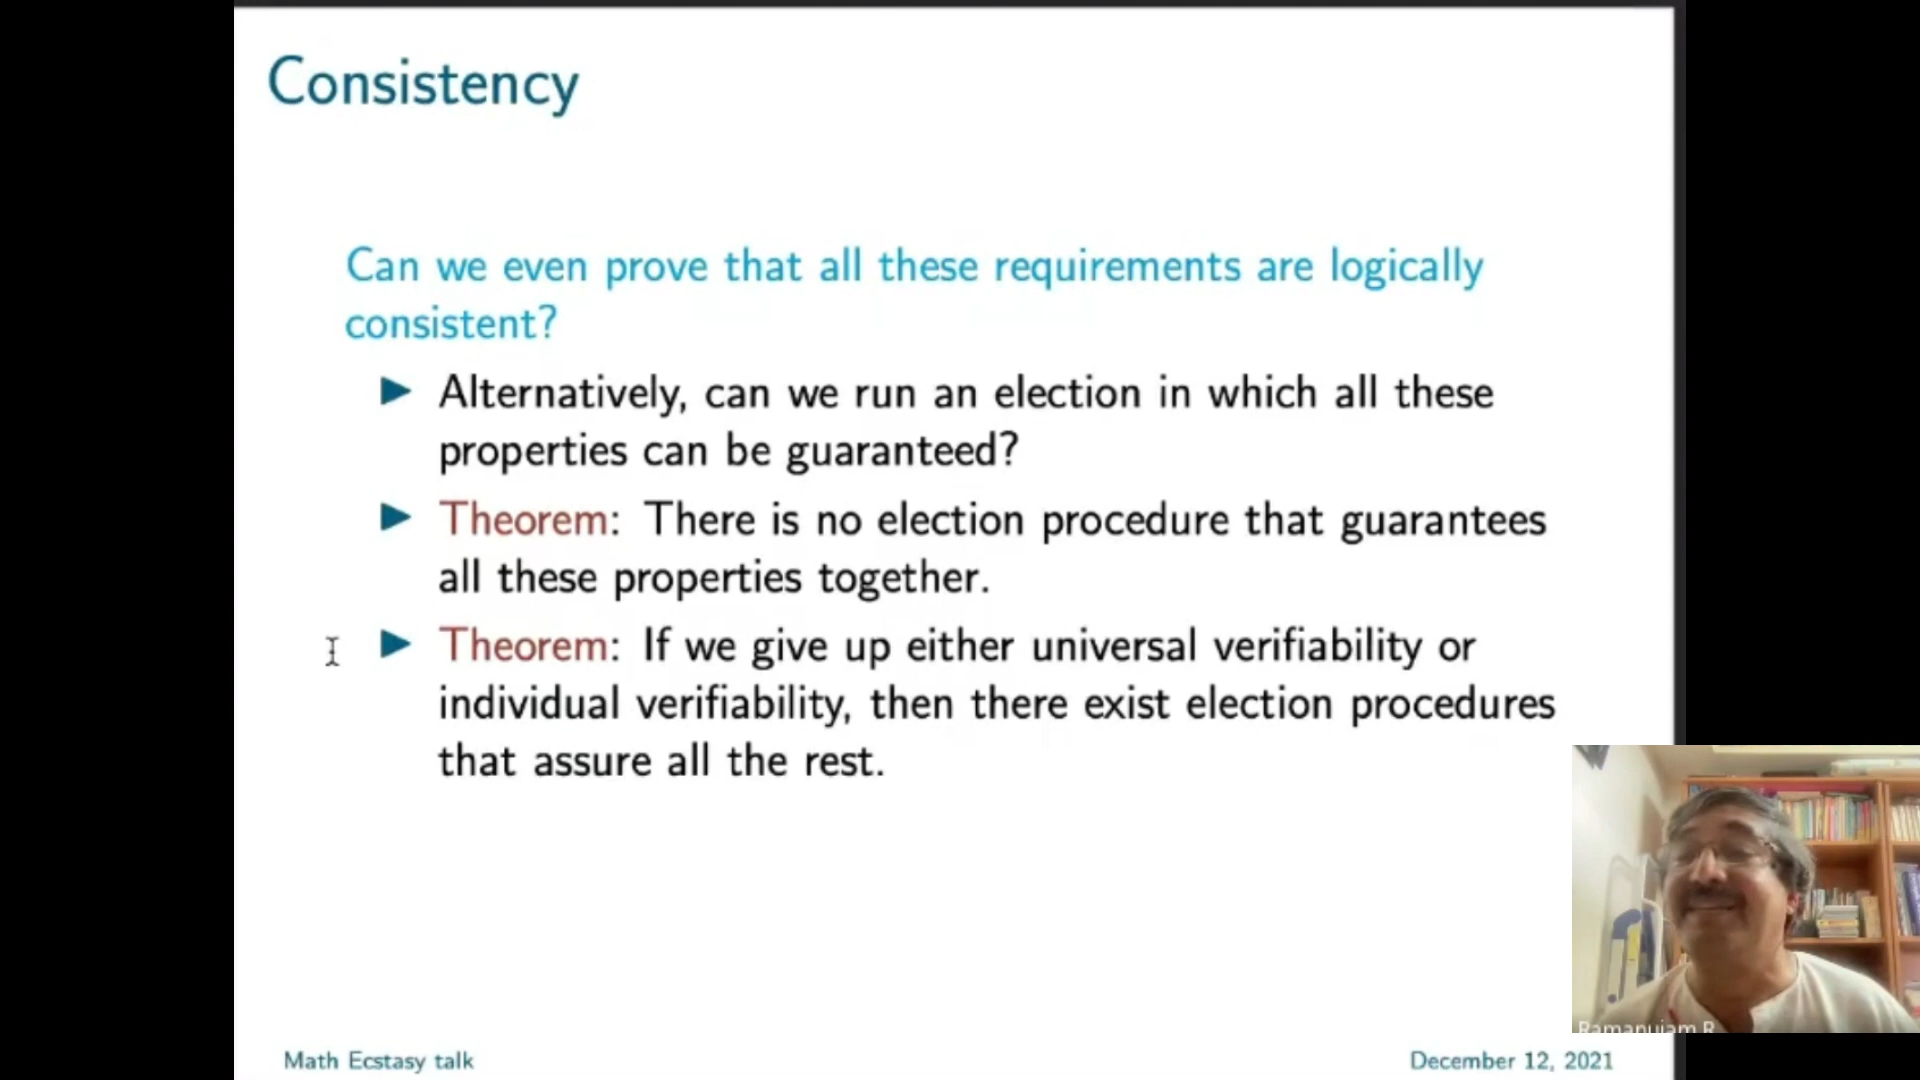 Consistency
Can we even prove that all these requirements are logically
consistent?
▶ Alternatively, can we run an election in which all these
properties can be guaranteed?
▶ Theorem: There is no election procedure that guarantees
all these properties together.
▶ Theorem: If we give up either universal verifiability or
individual verifiability, then there exist election procedures
that assure all the rest.
Ramanujam R
Math Ecstasy talk
December 12, 2021